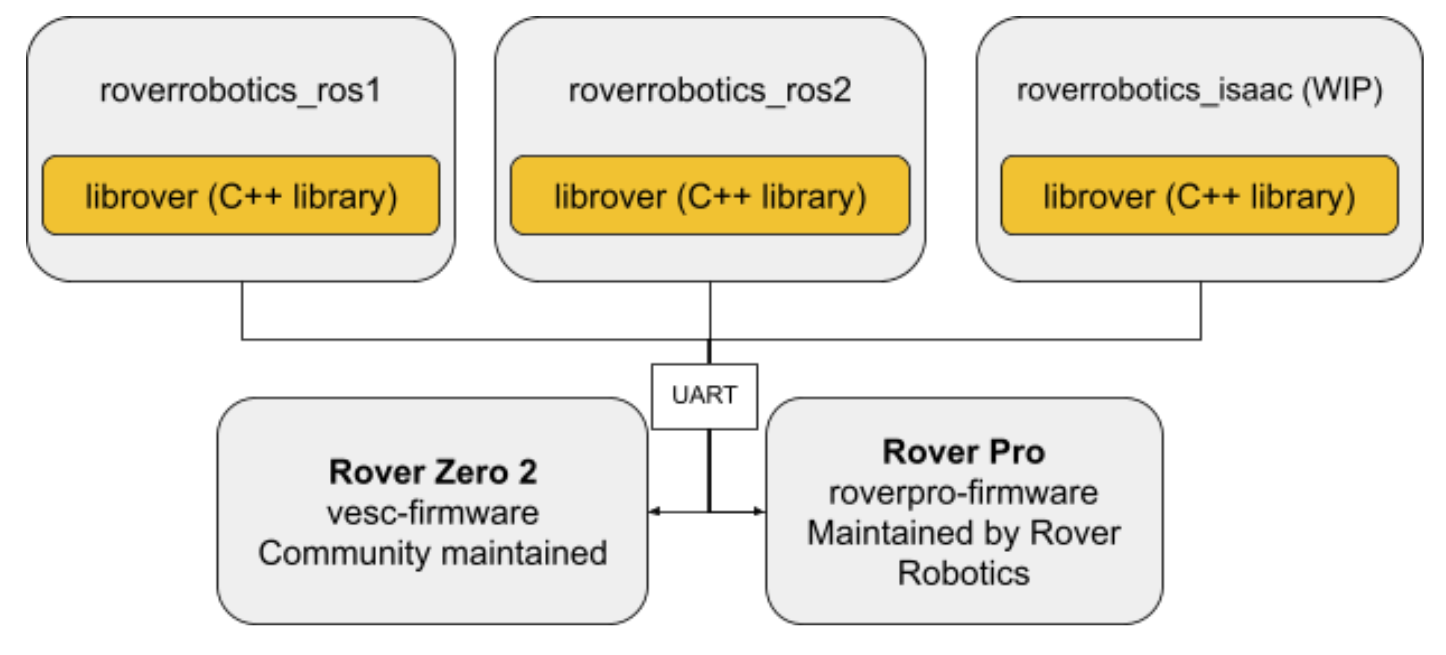 roverrobotics_ros1
roverrobotics_ros2
roverrobotics_isaac (WIP)
librover (C++ library)
librover (C++ library)
librover (C++ library)
UART
Rover Zero 2
vesc-firmware
Community maintained
Rover Pro
roverpro-firmware
Maintained by Rover
Robotics